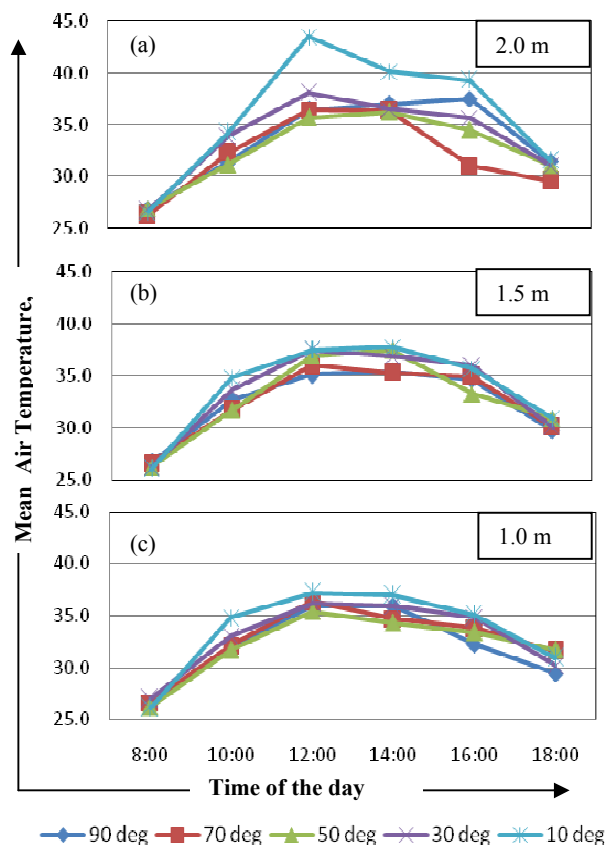 45.0
(a)
2.0 m
40.0
35.0
30.0
25.0
45.0
(b)
1.5 m
40.0
35.0
30.0
25.0
45.0
(c)
1.0 m
40.0
35.0
30.0
25.0
Mean Air Temperature,
8:00 10:00 12:00 14:00 16:00 18:00
Time of the day
90 deg 70 deg 50 deg 30 deg 10 deg